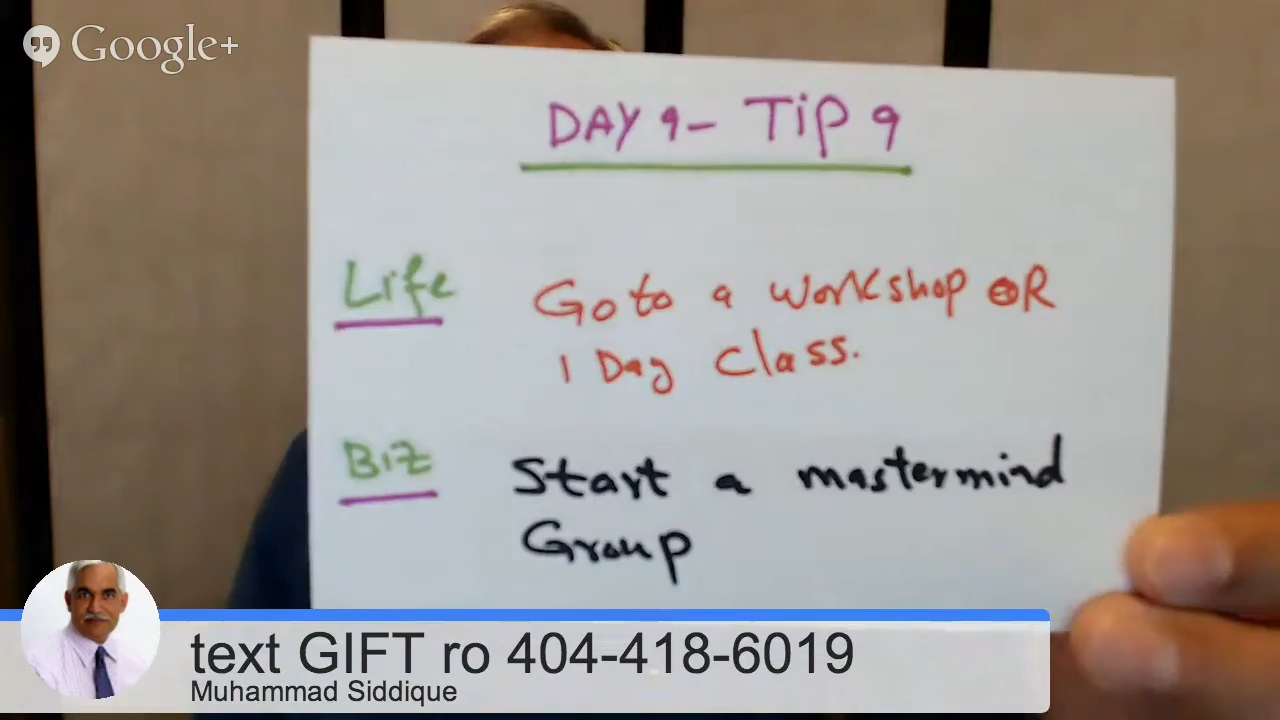 Google+
DAY 9 - Tip 9
Life
Go to a workshop OR
1 Day Class.
Biz
Start a mastermind
Group
text GIFT ro 404-418-6019
Muhammad Siddique